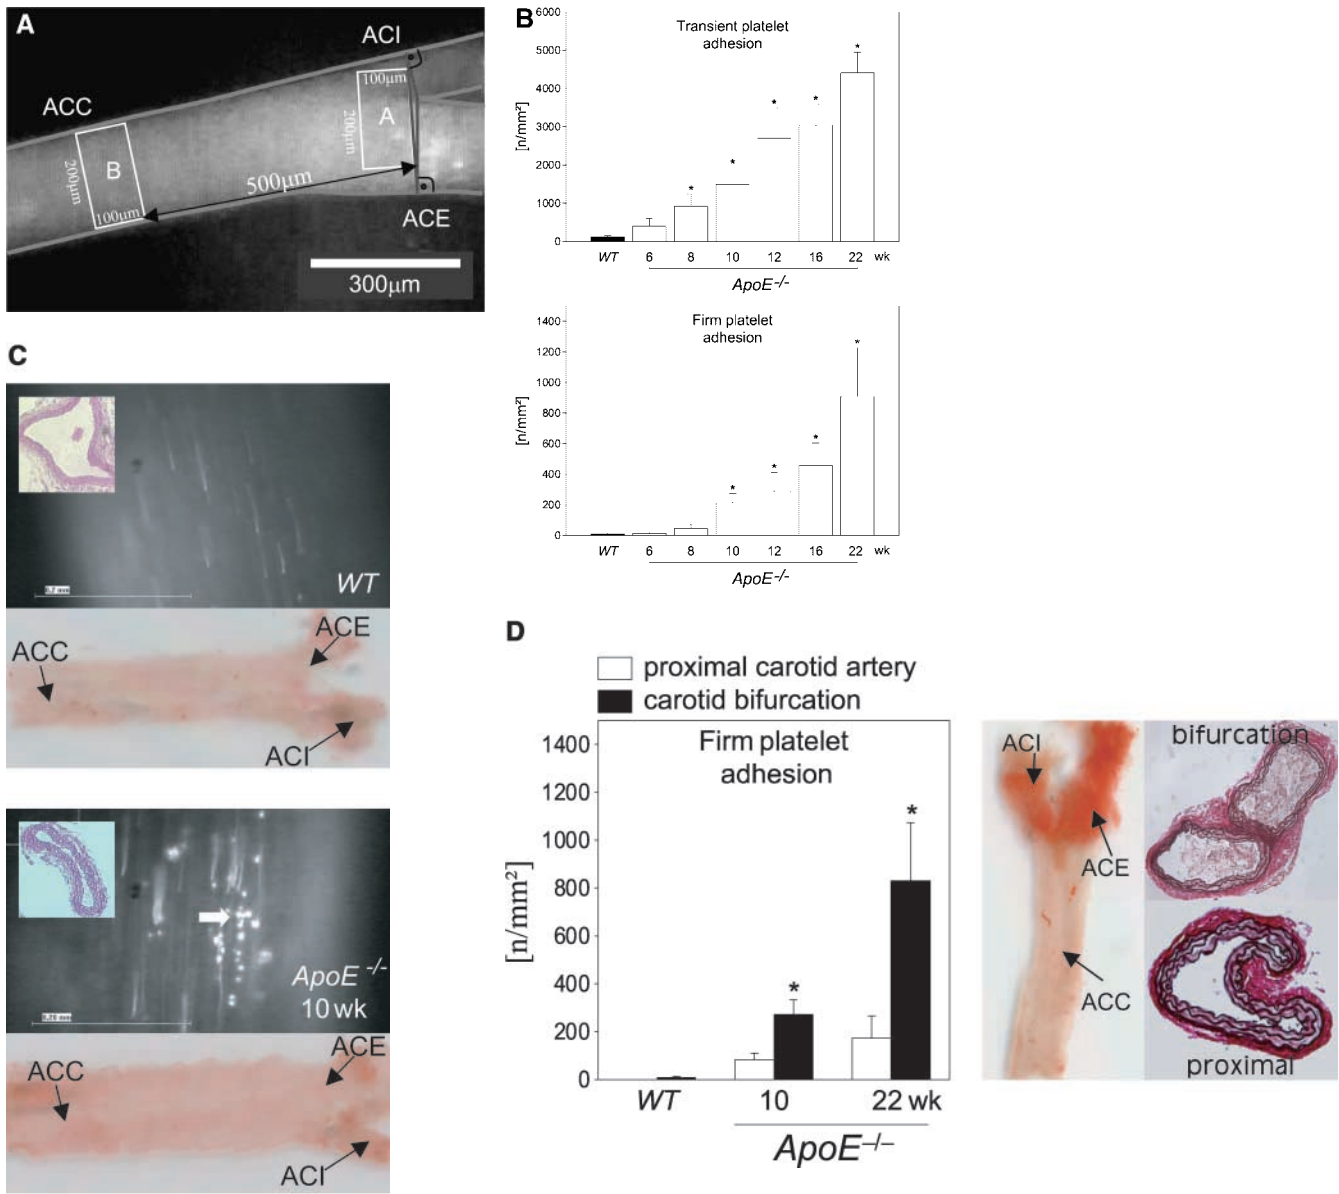 A
ACI
100μm
ACC
200μm
A
B
200μm
500μm
100μm
ACE
300μm
B
Transient platelet
adhesion
[n/mm²]
6000
5000
4000
3000
2000
1000
0
*
*
*
*
*
WT 6 8 10 12 16 22 wk
ApoE-/-
Firm platelet
adhesion
[n/mm²]
1400
1200
1000
800
600
400
200
0
*
*
*
*
WT 6 8 10 12 16 22 wk
ApoE-/-
C
WT
ACC
ACE
ACI
ApoE -/-
10 wk
ACC
ACE
ACI
D
proximal carotid artery
carotid bifurcation
Firm platelet
adhesion
[n/mm²]
1400
1200
1000
800
600
400
200
0
*
*
WT 10 22 wk
ApoE–/–
ACI
ACE
ACC
bifurcation
proximal